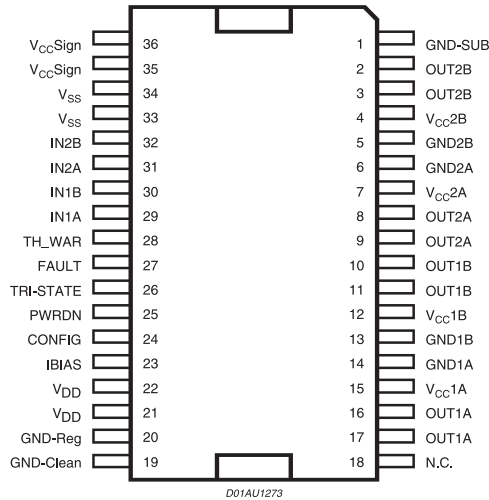 VCCSign 36 1 GND-SUB
VCCSign 35 2 OUT2B
VSS 34 3 OUT2B
VSS 33 4 VCC2B
IN2B 32 5 GND2B
IN2A 31 6 GND2A
IN1B 30 7 VCC2A
IN1A 29 8 OUT2A
TH_WAR 28 9 OUT2A
FAULT 27 10 OUT1B
TRI-STATE 26 11 OUT1B
PWRDN 25 12 VCC1B
CONFIG 24 13 GND1B
IBIAS 23 14 GND1A
VDD 22 15 VCC1A
VDD 21 16 OUT1A
GND-Reg 20 17 OUT1A
GND-Clean 19 18 N.C.
D01AU1273